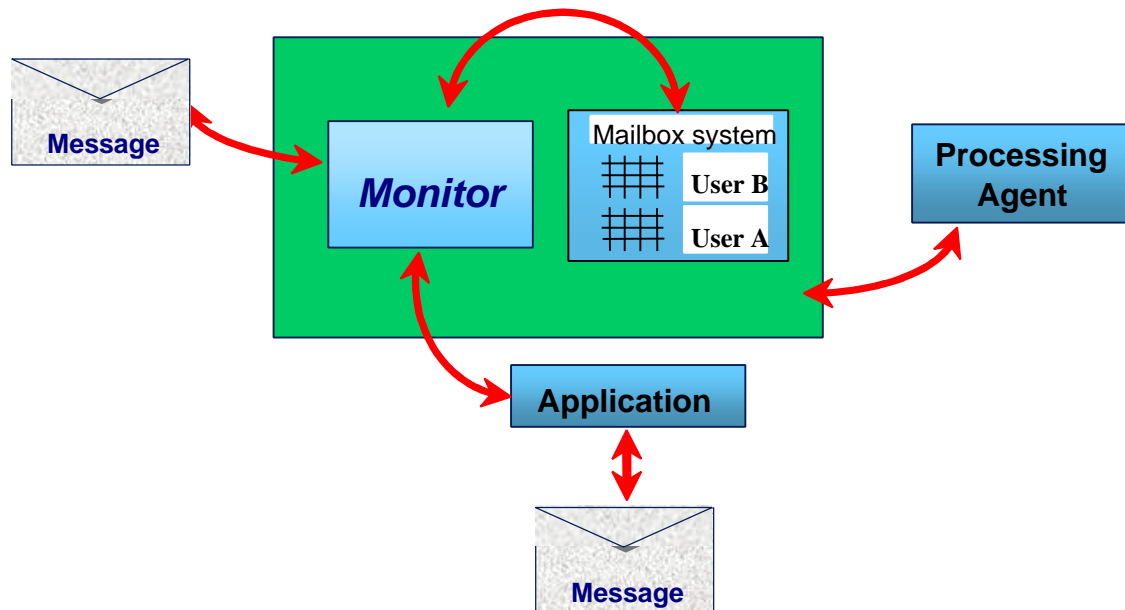 Message
Monitor
Mailbox system
User B
User A
Processing
Agent
Application
Message